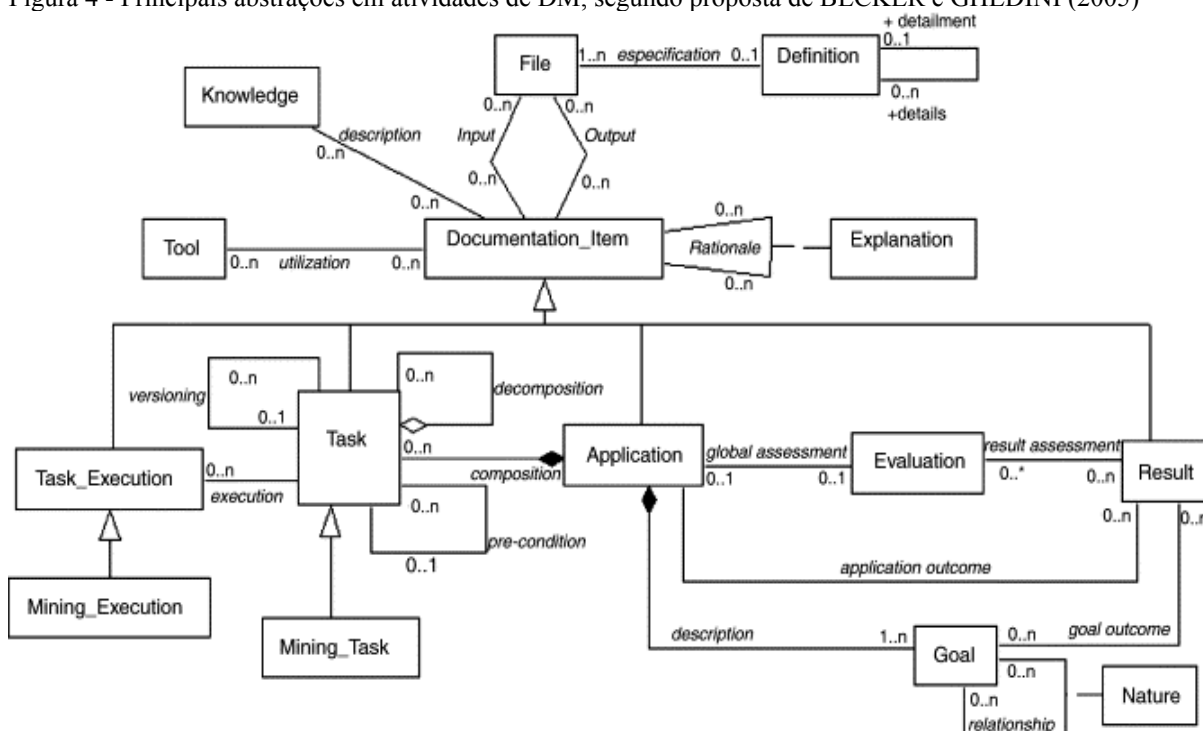 Figura 4 - Principais abstrações em atividades de DM, segundo proposta de BECKER e GHEDINI (2005)
+ detailment
File
1..n especification 0..1
Definition
0..1
0..n
+details
Knowledge
description
0..n
0..n
0..n
0..n
Input
Output
0..n
0..n
Tool
0..n utilization 0..n
Documentation_Item
0..n
Rationale
0..n
Explanation
versioning
0..n
0..1
0..n
decomposition
Task
0..n
composition
Application
global assessment
0..1
0..1
Evaluation
result assessment
0..*
0..n
Result
Task_Execution
0..n
execution
0..n
pre-condition
0..1
0..n
0..n
application outcome
Mining_Execution
Mining_Task
description
1..n
Goal
0..n
goal outcome
0..n
0..n
relationship
Nature